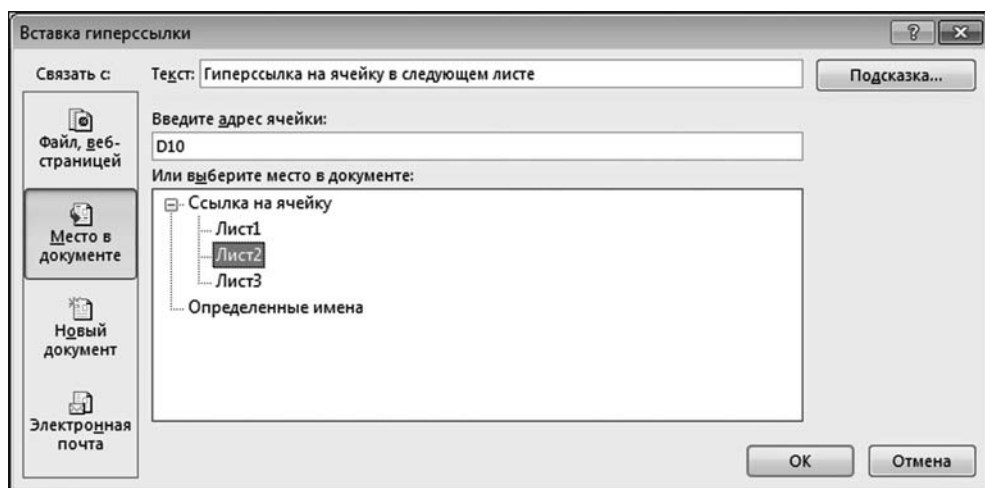 Вставка гиперссылки
Связать с:
Текст: Гиперссылка на ячейку в следующем листе
Подсказка...
Файл, веб-
страницей
Место в
документе
Новый
документ
Электронная
почта
Введите адрес ячейки:
D10
Или выберите место в документе:
Ссылка на ячейку
Лист1
Лист2
Лист3
Определенные имена
ОК
Отмена